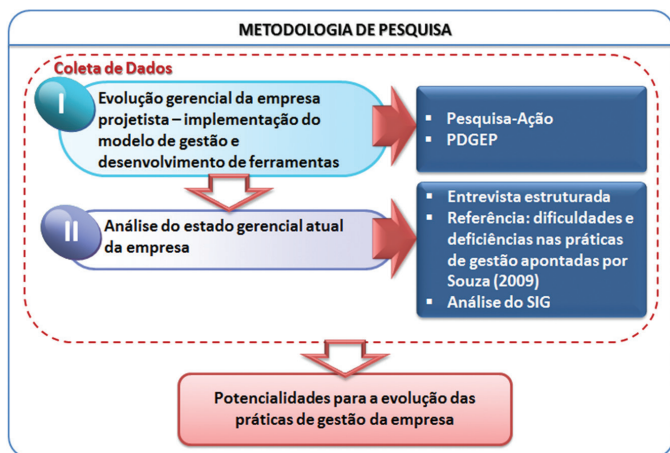 METODOLOGIA DE PESQUISA
Coleta de Dados
I
Evolução gerencial da empresa
projetista – implementação do
modelo de gestão e
desenvolvimento de ferramentas
▪ Pesquisa-Ação
▪ PDGEP
II
Análise do estado gerencial atual
da empresa
▪ Entrevista estruturada
▪ Referência: dificuldades e
deficiências nas práticas
de gestão apontadas por
Souza (2009)
▪ Análise do SIG
Potencialidades para a evolução das
práticas de gestão da empresa